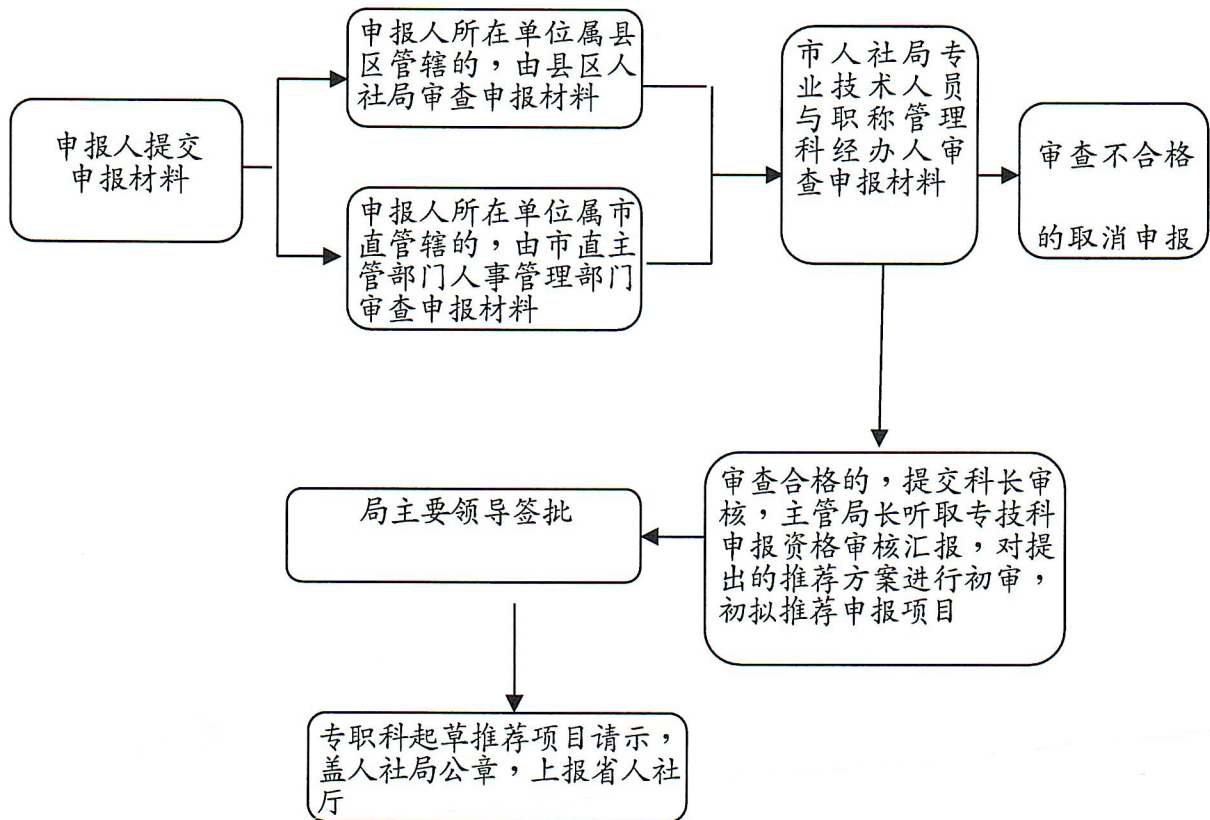 申报人提交
申报材料
申报人所在单位属县
区管辖的，由县区人
社局审查申报材料
申报人所在单位属市
直管辖的，由市直主
管部门人事管理部门
审查申报材料
市人社局专
业技术人员
与职称管理
科经办人审
查申报材料
审查不合格
的取消申报
审查合格的，提交科长审
核，主管局长听取专技科
申报资格审核汇报，对提
出的推荐方案进行初审，
初拟推荐申报项目
局主要领导签批
专职科起草推荐项目请示，
盖人社局公章，上报省人社
厅